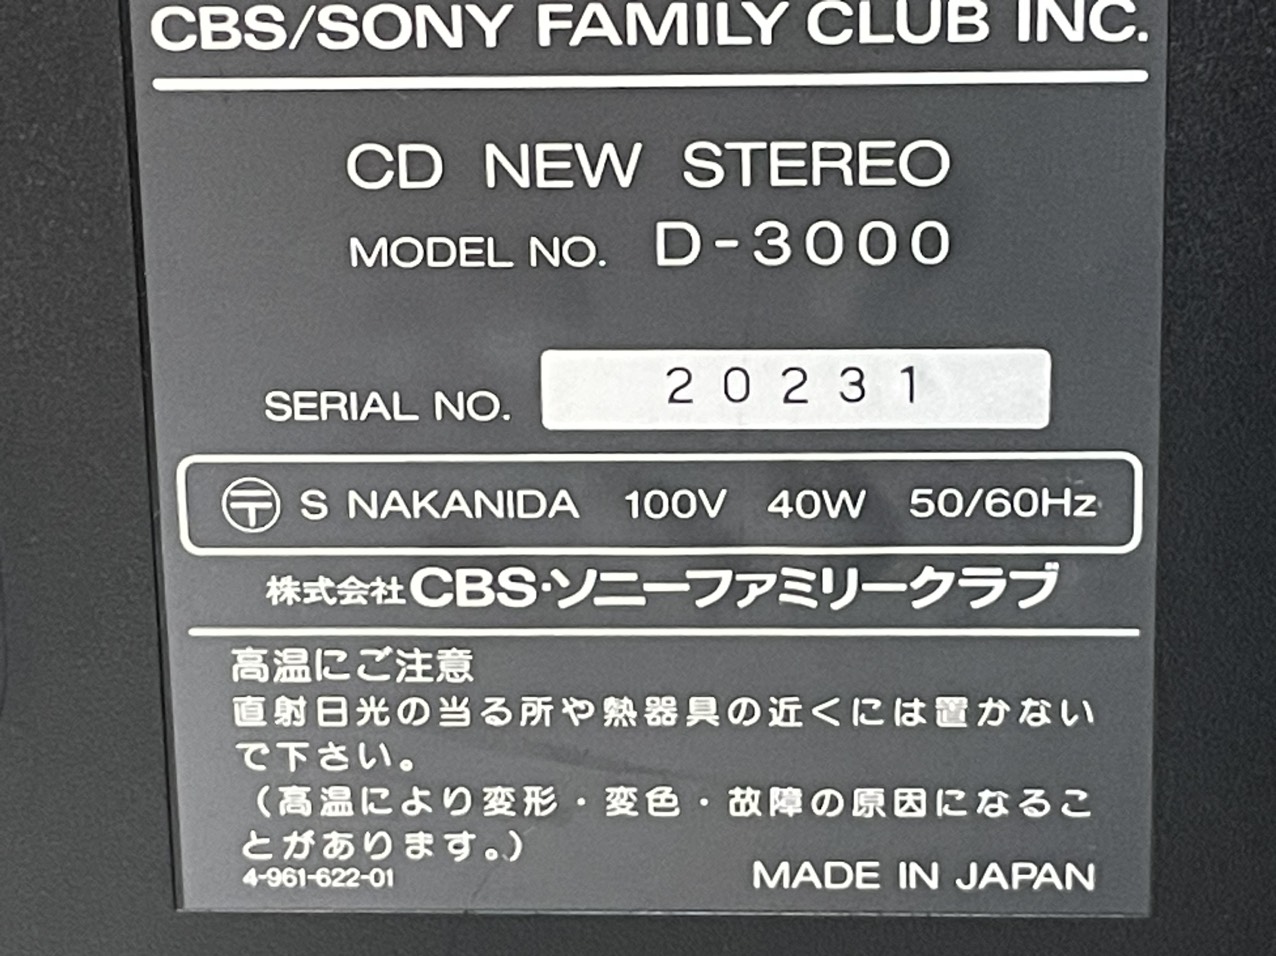 CBS/SONY FAMILY CLUB INC.
CD NEW STEREO
MODEL NO. D-3000
SERIAL NO. 20231
〒 S NAKANIDA 100V 40W 50/60Hz
株式会社CBS・ソニーファミリークラブ
高温にご注意
直射日光の当る所や熱器具の近くには置かない
で下さい。
(高温により変形・変色・故障の原因になるこ
とがあります。)
4-961-622-01
MADE IN JAPAN